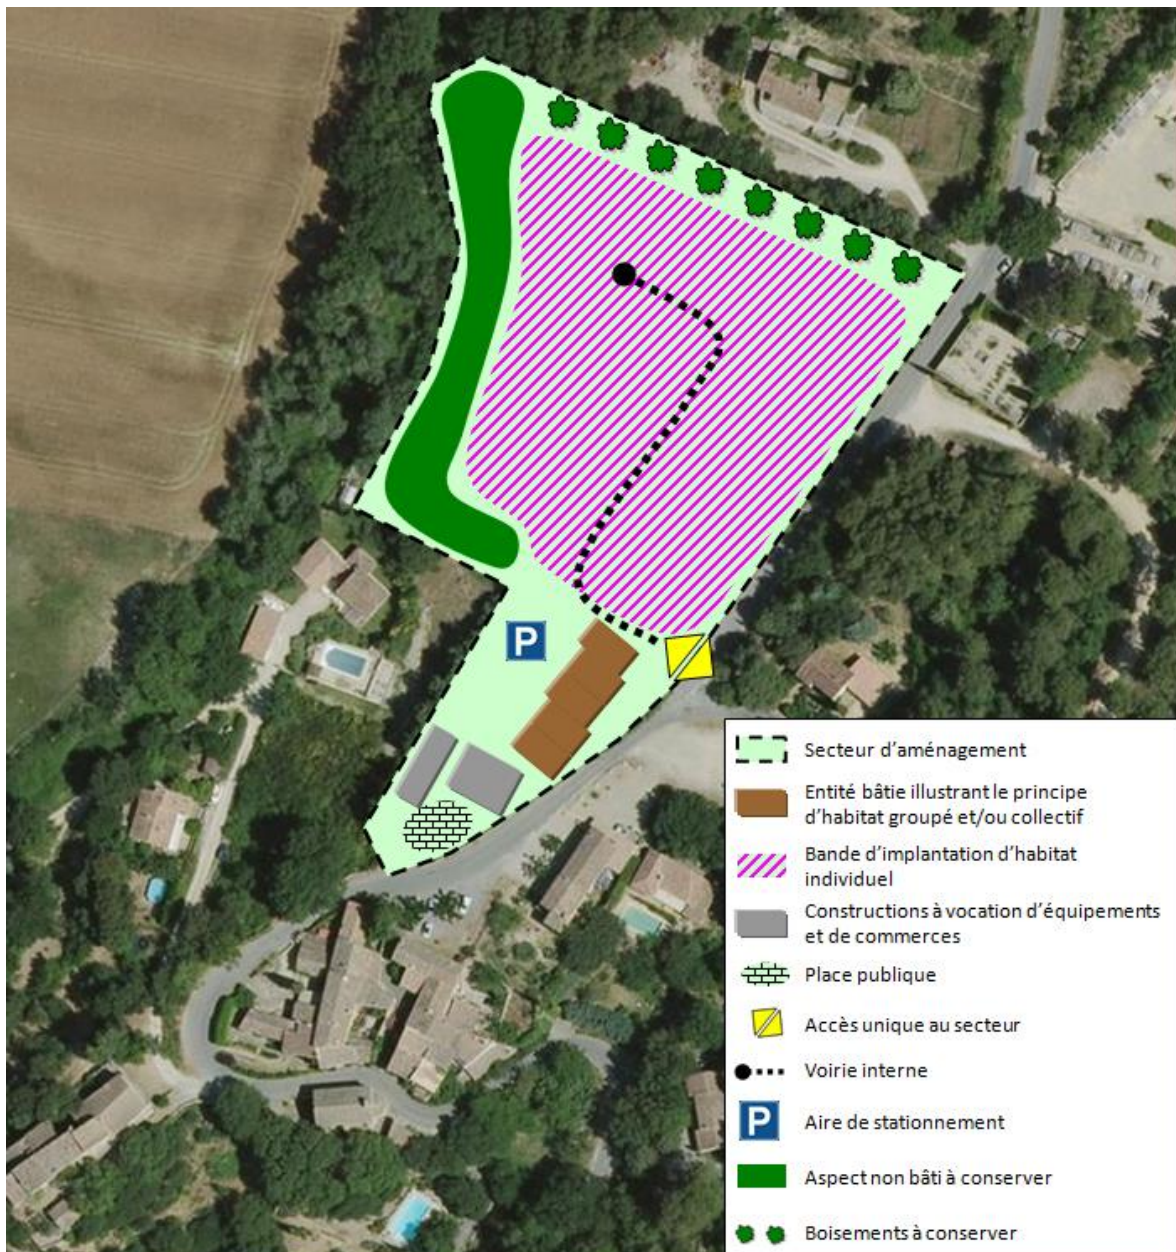 P
Secteur d'aménagement
Entité bâtie illustrant le principe
d'habitat groupé et/ou collectif
Bande d'implantation d'habitat
individuel
Constructions à vocation d'équipements
et de commerces
Place publique
Accès unique au secteur
Voirie interne
P
Aire de stationnement
Aspect non bâti à conserver
Boisements à conserver